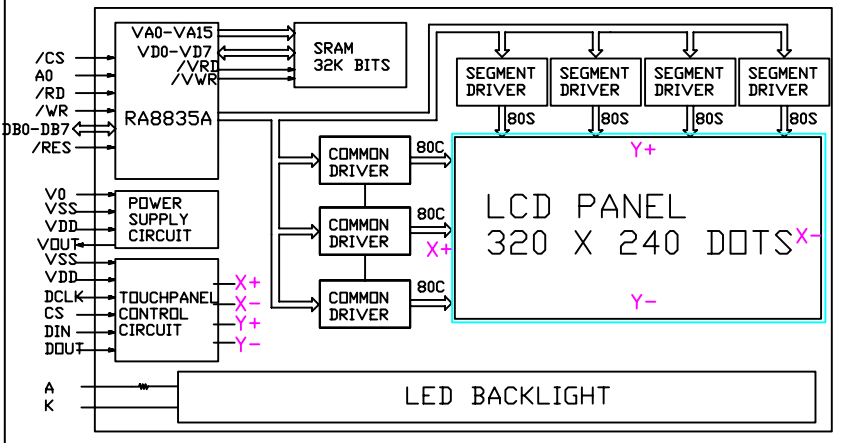 VA0-VA15
VD0-VD7
/VRD
/VWR
SRAM
32K BITS
/CS
A0
/RD
/WR
DB0-DB7
/RES
RA8835A
SEGMENT
DRIVER
SEGMENT
DRIVER
SEGMENT
DRIVER
SEGMENT
DRIVER
80S
80S
80S
80S
COMMON
DRIVER
80C
COMMON
DRIVER
80C
COMMON
DRIVER
80C
Y+
LCD PANEL
320 X 240 DOTS
X+
X-
Y-
V0
VSS
VDD
VOUT
POWER
SUPPLY
CIRCUIT
VSS
VDD
DCLK
CS
DIN
DOUT
TOUCHPANEL
CONTROL
CIRCUIT
X+
X-
Y+
Y-
A
K
LED BACKLIGHT